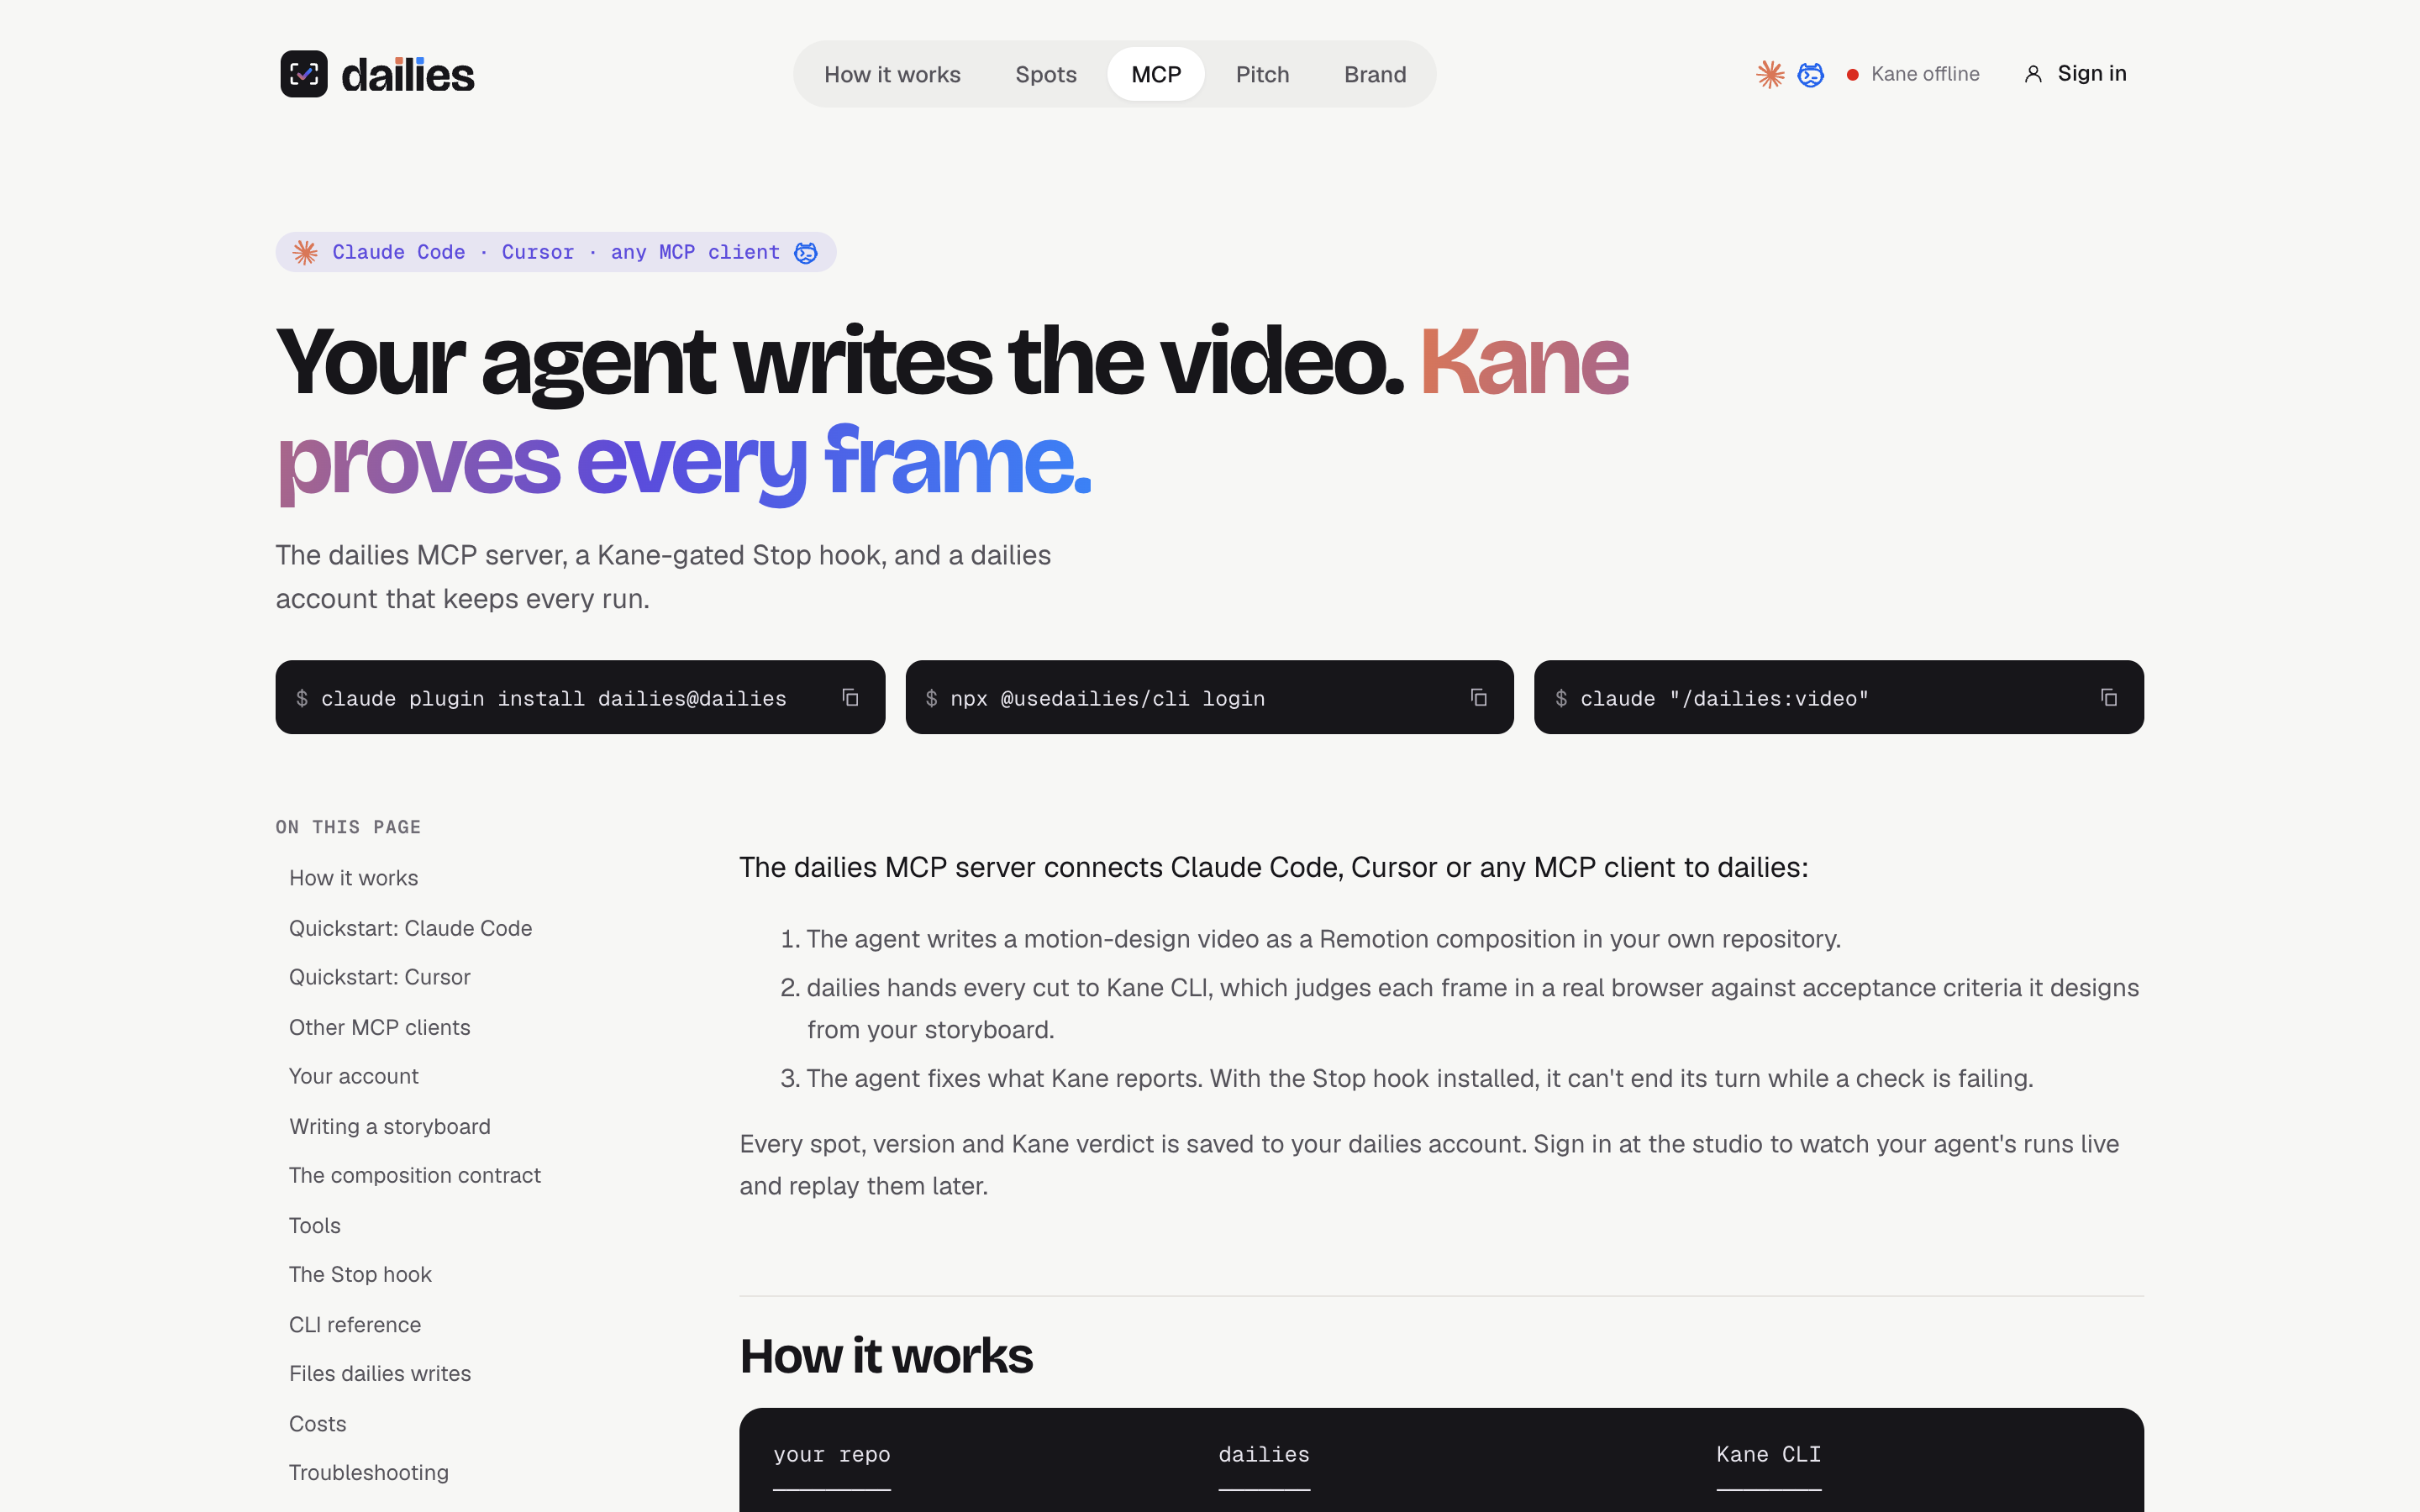 dailies
How it works
Spots
MCP
Pitch
Brand
Kane offline
Sign in
Claude Code · Cursor · any MCP client
Your agent writes the video. Kane
proves every frame.
The dailies MCP server, a Kane-gated Stop hook, and a dailies
account that keeps every run.
$ claude plugin install dailies@dailies
$ npx @usedailies/cli login
$ claude "/dailies:video"
ON THIS PAGE
How it works
Quickstart: Claude Code
Quickstart: Cursor
Other MCP clients
Your account
Writing a storyboard
The composition contract
Tools
The Stop hook
CLI reference
Files dailies writes
Costs
Troubleshooting
The dailies MCP server connects Claude Code, Cursor or any MCP client to dailies:
1. The agent writes a motion-design video as a Remotion composition in your own repository.
2. dailies hands every cut to Kane CLI, which judges each frame in a real browser against acceptance criteria it designs
from your storyboard.
3. The agent fixes what Kane reports. With the Stop hook installed, it can't end its turn while a check is failing.
Every spot, version and Kane verdict is saved to your dailies account. Sign in at the studio to watch your agent's runs live
and replay them later.
How it works
your repo
dailies
Kane CLI